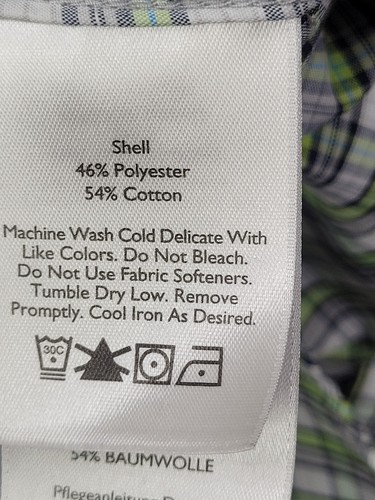 Shell
46% Polyester
54% Cotton
Machine Wash Cold Delicate With
Like Colors. Do Not Bleach.
Do Not Use Fabric Softeners.
Tumble Dry Low. Remove
Promptly. Cool Iron As Desired.
30C
54% BAUMWOLLE
Pflegeanleitung